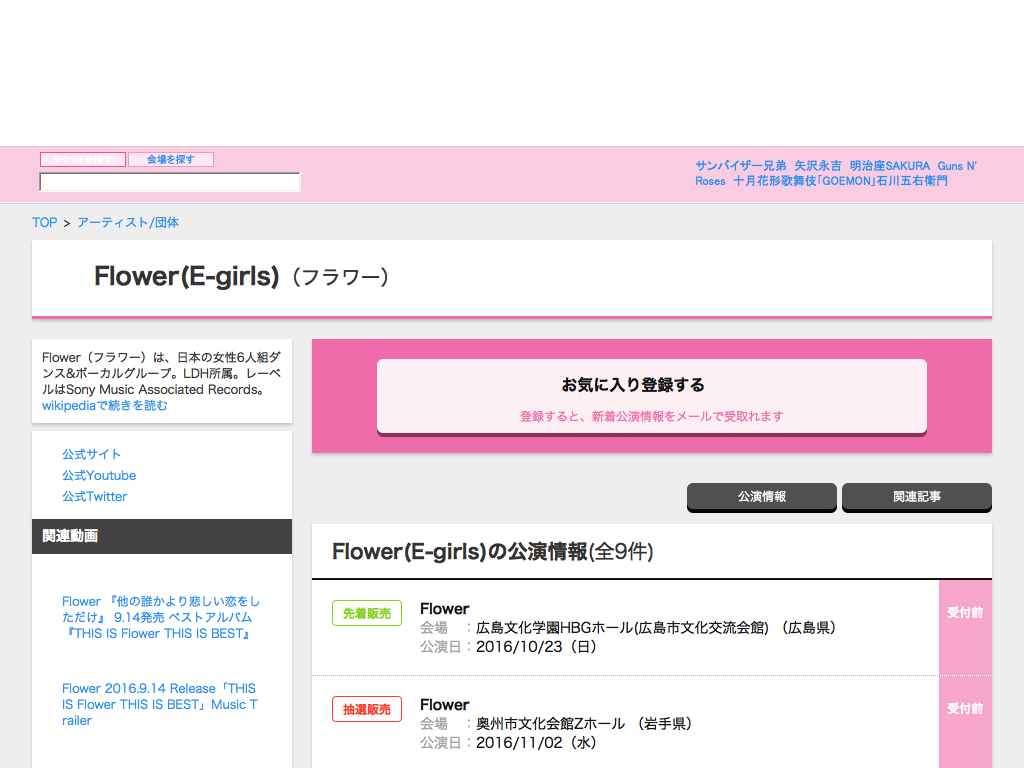 チケットを探す 会場を探す
サンバイザー兄弟 矢沢永吉 明治座SAKURA Guns N'
Roses 十月花形歌舞伎「GOEMON」石川五右衛門
TOP > アーティスト/団体
Flower(E-girls)（フラワー）
Flower（フラワー）は、日本の女性6人組ダ
ンス&ボーカルグループ。LDH所属。レーベ
ルはSony Music Associated Records。
wikipediaで続きを読む
公式サイト
公式Youtube
公式Twitter
関連動画
Flower 『他の誰かより悲しい恋をし
ただけ』 9.14発売 ベストアルバム
『THIS IS Flower THIS IS BEST』
Flower 2016.9.14 Release「THIS
IS Flower THIS IS BEST」Music T
railer
お気に入り登録する
登録すると、新着公演情報をメールで受取れます
公演情報 関連記事
Flower(E-girls)の公演情報(全9件)
先着販売
Flower
会場 ：広島文化学園HBGホール(広島市文化交流会館) （広島県）
公演日：2016/10/23（日）
受付前
抽選販売
Flower
会場 ：奥州市文化会館Zホール （岩手県）
公演日：2016/11/02（水）
受付前